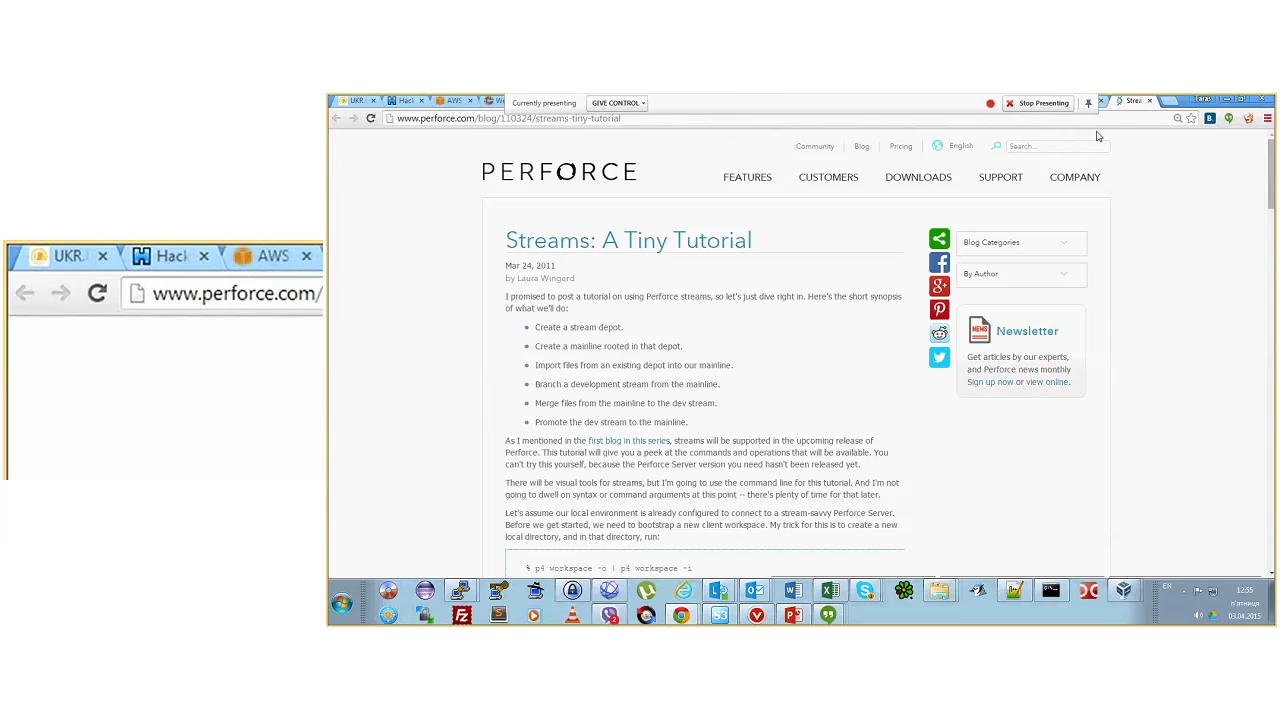 UKR.
Hack
AWS
www.perforce.com/
UKR.
Hacl
AWS
Currently presenting
GIVE CONTROL
Stop Presenting
Strea
Taras
www.perforce.com/blog/110324/streams-tiny-tutorial
Community
Blog
Pricing
English
Search...
PERFORCE
FEATURES
CUSTOMERS
DOWNLOADS
SUPPORT
COMPANY
Streams: A Tiny Tutorial
Mar 24, 2011
by Laura Wingerd
I promised to post a tutorial on using Perforce streams, so let's just dive right in. Here's the short synopsis
of what we'll do:
Create a stream depot.
Create a mainline rooted in that depot.
Import files from an existing depot into our mainline.
Branch a development stream from the mainline.
Merge files from the mainline to the dev stream.
Promote the dev stream to the mainline.
As I mentioned in the first blog in this series, streams will be supported in the upcoming release of
Perforce. This tutorial will give you a peek at the commands and operations that will be available. You
can't try this yourself, because the Perforce Server version you need hasn't been released yet.
There will be visual tools for streams, but I'm going to use the command line for this tutorial. And I'm not
going to dwell on syntax or command arguments at this point -- there's plenty of time for that later.
Let's assume our local environment is already configured to connect to a stream-savvy Perforce Server.
Before we get started, we need to bootstrap a new client workspace. My trick for this is to create a new
local directory, and in that directory, run:
% p4 workspace -o | p4 workspace -i
Blog Categories
By Author
NEWS
Newsletter
Get articles by our experts,
and Perforce news monthly
Sign up now or view online.
EN
12:55
п'ятниця
03.04.2015